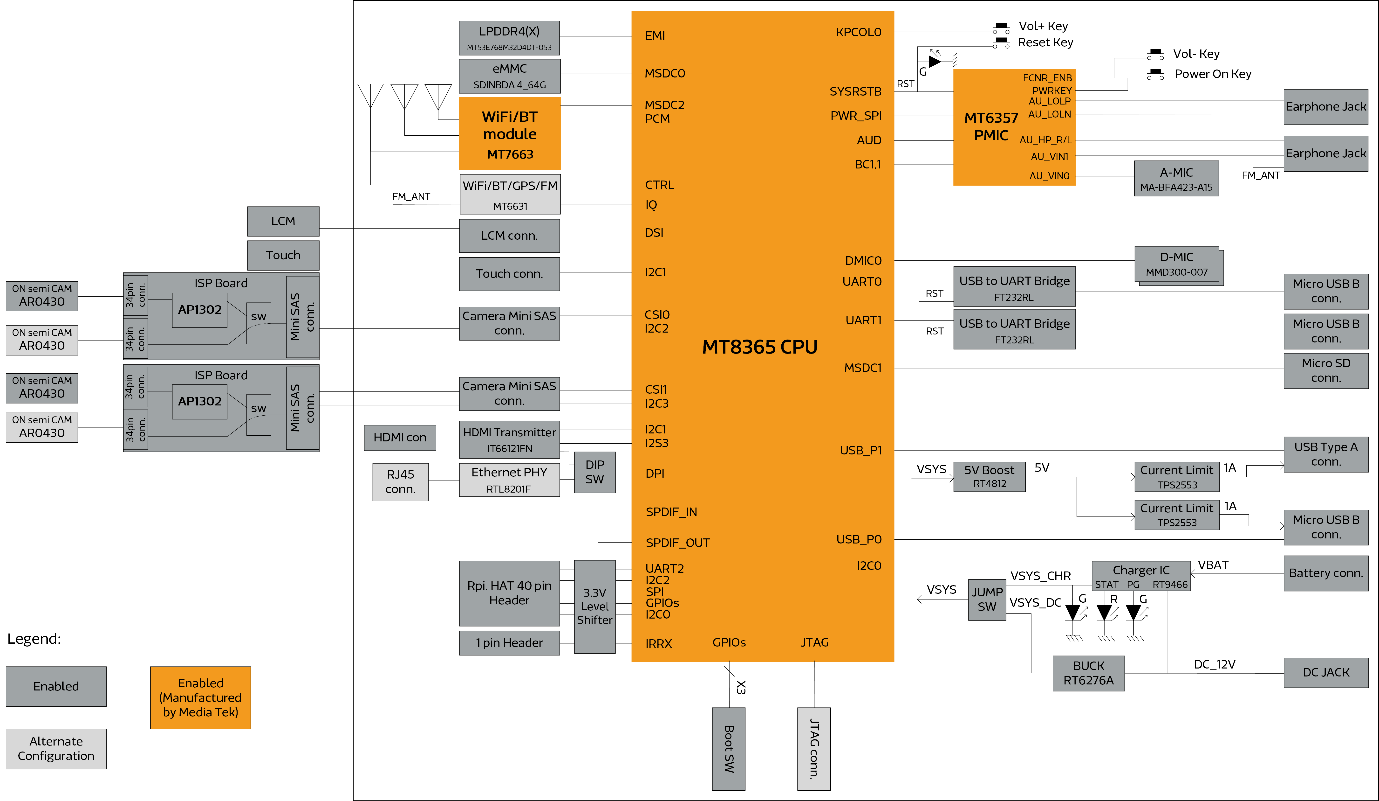 LPDDR4(X)
MT53E768M32D4DT-053
eMMC
SDINBDA 4_64G
WiFi/BT
module
MT7663
WiFi/BT/GPS/FM
MT6631
FM_ANT
LCM conn.
Touch conn.
LCM
Touch
ISP Board
AP1302
SW
34pin
conn.
34pin
conn.
Mini SAS
conn.
ON semi CAM
AR0430
ON semi CAM
AR0430
Camera Mini SAS
conn.
ISP Board
AP1302
SW
34pin
conn.
34pin
conn.
Mini SAS
conn.
ON semi CAM
AR0430
ON semi CAM
AR0430
Camera Mini SAS
conn.
HDMI con
HDMI Transmitter
IT66121FN
RJ45
conn.
Ethernet PHY
RTL8201F
DIP
SW
Rpi. HAT 40 pin
Header
1 pin Header
3.3V
Level
Shifter
EMI
MSDC0
MSDC2
PCM
CTRL
IQ
DSI
I2C1
CSI0
I2C2
CSI1
I2C3
I2C1
I2S3
DPI
SPDIF_IN
SPDIF_OUT
UART2
I2C2
SPI
GPIOs
I2C0
IRRX
MT8365 CPU
GPIOs
JTAG
X3
Boot SW
JTAG conn.
KPCOL0
SYSRSTB
PWR_SPI
AUD
BC1.1
DMIC0
UART0
UART1
MSDC1
USB_P1
USB_P0
I2C0
Vol+ Key
Reset Key
G
RST
Vol- Key
Power On Key
MT6357
PMIC
FCNR_ENB
PWRKEY
AU_LOLP
AU_LOLN
AU_HP_R/L
AU_VIN1
AU_VIN0
Earphone Jack
Earphone Jack
FM_ANT
A-MIC
MA-BFA423-A15
D-MIC
MMD300-007
RST
USB to UART Bridge
FT232RL
RST
USB to UART Bridge
FT232RL
Micro USB B
conn.
Micro USB B
conn.
Micro SD
conn.
USB Type A
conn.
VSYS
5V Boost
RT4812
5V
Current Limit
TPS2553
1A
Current Limit
TPS2553
1A
Micro USB B
conn.
Battery conn.
VBAT
Charger IC
STAT PG RT9466
VSYS_CHR
VSYS
JUMP
SW
VSYS_DC
G
R
G
BUCK
RT6276A
DC_12V
DC JACK
Legend:
Enabled
Enabled
(Manufactured
by Media Tek)
Alternate
Configuration